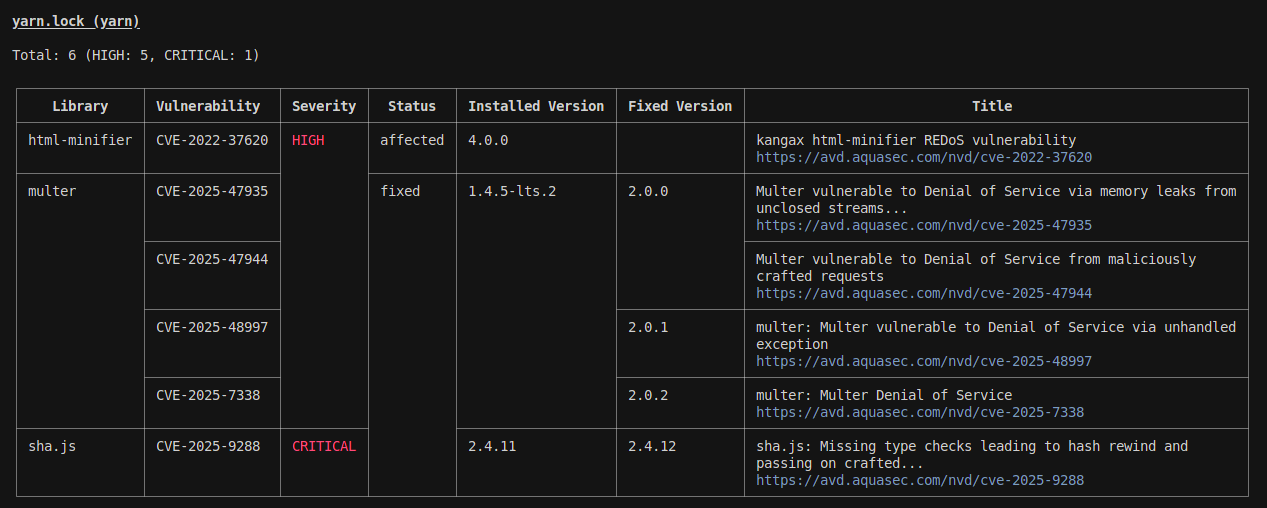 yarn.lock (yarn)
Total: 6 (HIGH: 5, CRITICAL: 1)
Library Vulnerability Severity Status Installed Version Fixed Version Title
html-minifier CVE-2022-37620 HIGH affected 4.0.0 kangax html-minifier REDoS vulnerability
https://avd.aquasec.com/nvd/cve-2022-37620
multer CVE-2025-47935 fixed 1.4.5-lts.2 2.0.0 Multer vulnerable to Denial of Service via memory leaks from
unclosed streams...
https://avd.aquasec.com/nvd/cve-2025-47935
CVE-2025-47944 Multer vulnerable to Denial of Service from maliciously
crafted requests
https://avd.aquasec.com/nvd/cve-2025-47944
CVE-2025-48997 2.0.1 multer: Multer vulnerable to Denial of Service via unhandled
exception
https://avd.aquasec.com/nvd/cve-2025-48997
CVE-2025-7338 2.0.2 multer: Multer Denial of Service
https://avd.aquasec.com/nvd/cve-2025-7338
sha.js CVE-2025-9288 CRITICAL 2.4.11 2.4.12 sha.js: Missing type checks leading to hash rewind and
passing on crafted...
https://avd.aquasec.com/nvd/cve-2025-9288